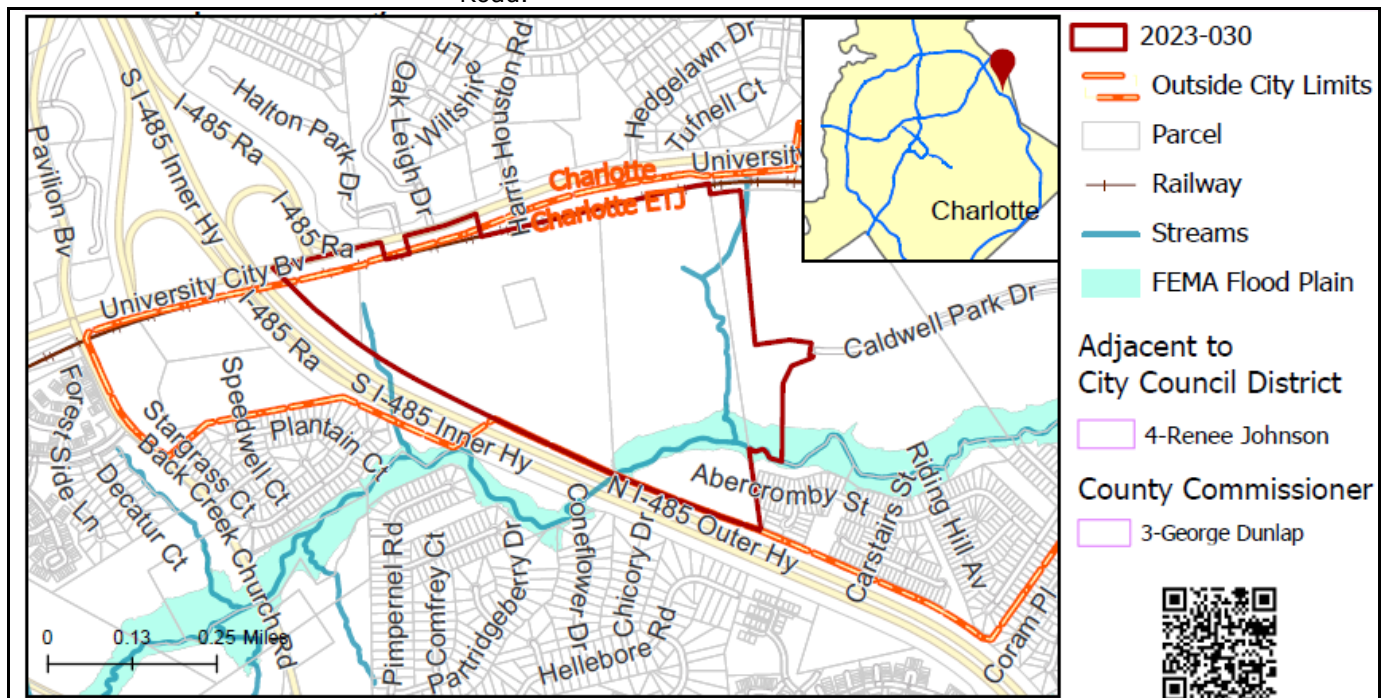 Road.
S I-485 Inner Hy
I-485 Ra
Halton Park Dr
Oak Leigh Dr
Ln
Wiltshire
Harris Houston Rd
Hedgelawn Dr
Tufnell Ct
University
Pavilion Bv
I-485 Ra
Charlotte
Charlotte ETJ
University City Bv
I-485 Ra
S I-485 Inner Hy
Caldwell Park Dr
Forest Side Ln
Decatur Ct
Stargrass Ct
Back Creek Church Rd
Speedwell Ct
Plantain Ct
Pimpernel Rd
Comfrey Ct
Partridgeberry Dr
Coneflower Dr
Chicory Dr
Hellebore Rd
N I-485 Outer Hy
Abercromby St
Carstairs St
Riding Hill Av
Coram Pl
0 0.13 0.25 Miles
Charlotte
2023-030
Outside City Limits
Parcel
Railway
Streams
FEMA Flood Plain
Adjacent to
City Council District
4-Renee Johnson
County Commissioner
3-George Dunlap